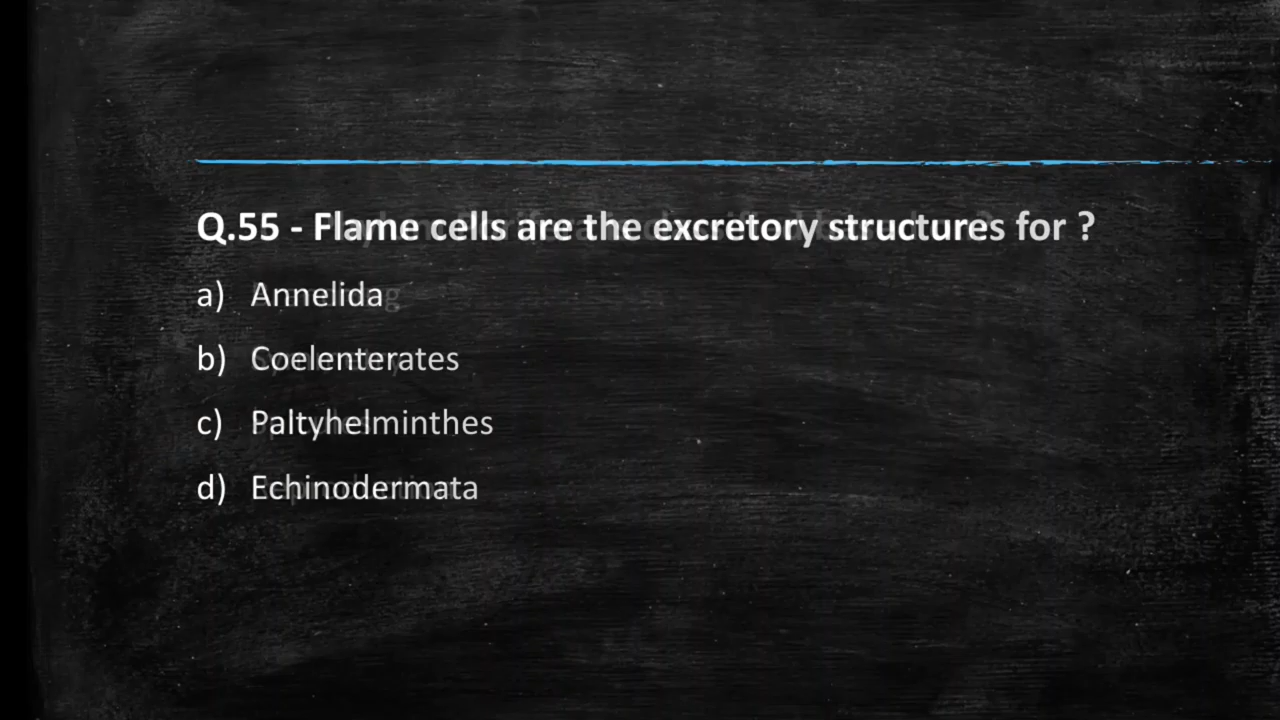 Q.55 - Flame cells are the excretory structures for ?
a) Annelida
b) Coelenterates
c) Paltyhelminthes
d) Echinodermata